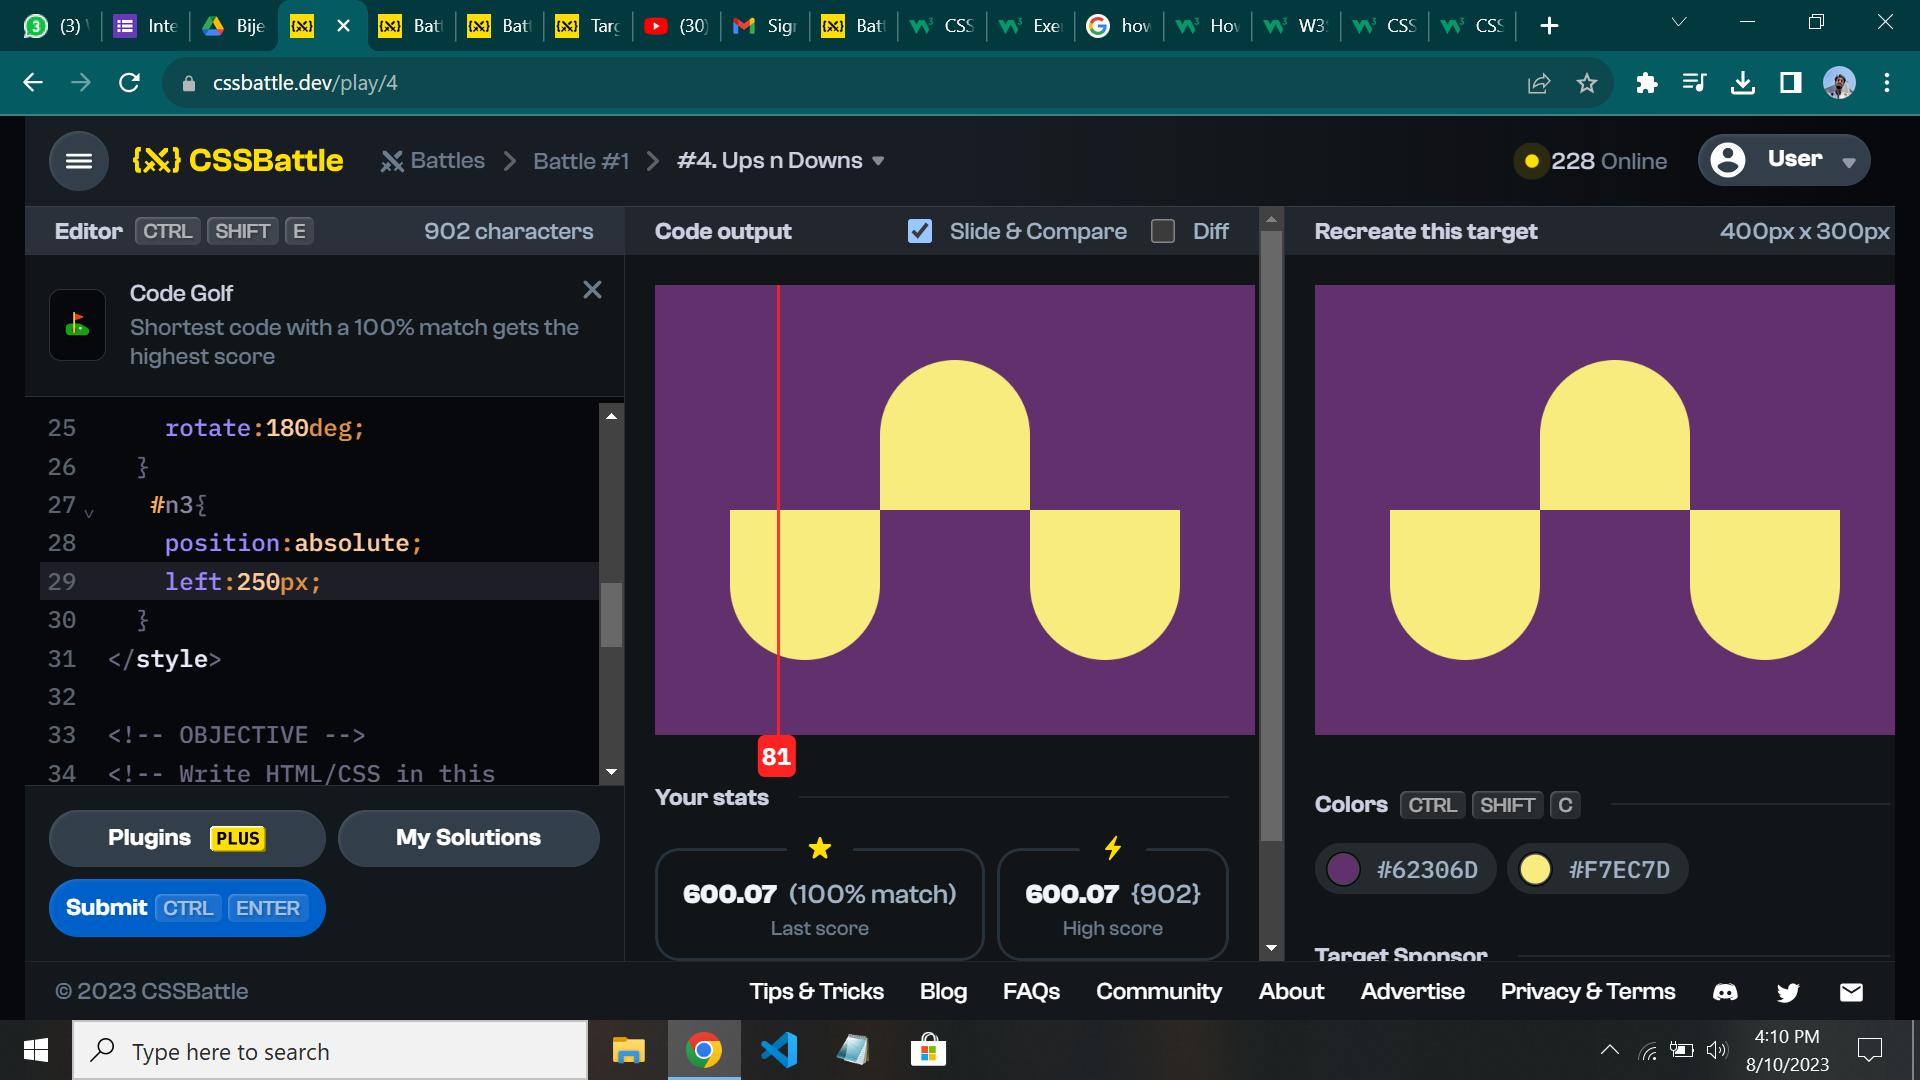 (3)
Inte
Bije
Batt
Batt
Targ
(30)
Sign
Batt
CSS
Exe
how
How
W3S
CSS
CSS
cssbattle.dev/play/4
{X} CSSBattle
Battles
Battle #1
#4. Ups n Downs
228 Online
User
Editor CTRL SHIFT E 902 characters
Code output Slide & Compare Diff
Recreate this target 400px x 300px
Code Golf
Shortest code with a 100% match gets the
highest score
25 rotate:180deg;
26 }
27 #n3{
28 position:absolute;
29 left:250px;
30 }
31 </style>
32
33 <!-- OBJECTIVE -->
34 <!-- Write HTML/CSS in this
81
Plugins PLUS
My Solutions
Submit CTRL ENTER
Your stats
600.07 (100% match)
Last score
600.07 {902}
High score
Colors CTRL SHIFT C
#62306D
#F7EC7D
Target Sponsor
© 2023 CSSBattle
Tips & Tricks Blog FAQs Community About Advertise Privacy & Terms
Type here to search
4:10 PM
8/10/2023